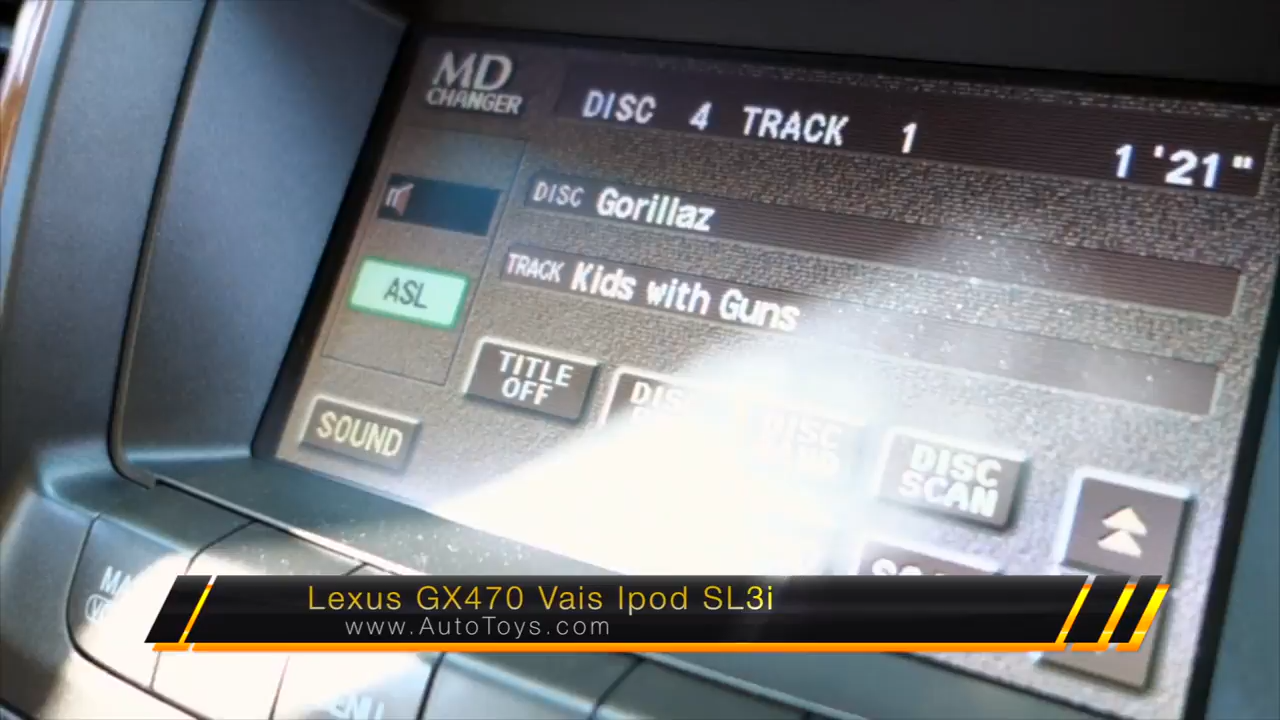 MD
CHANGER
DISC 4 TRACK 1 1'21"
DISC Gorillaz
TRACK Kids with Guns
ASL
TITLE
OFF
DISC
DISC
SCAN
SOUND
Lexus GX470 Vais Ipod SL3i
www.AutoToys.com